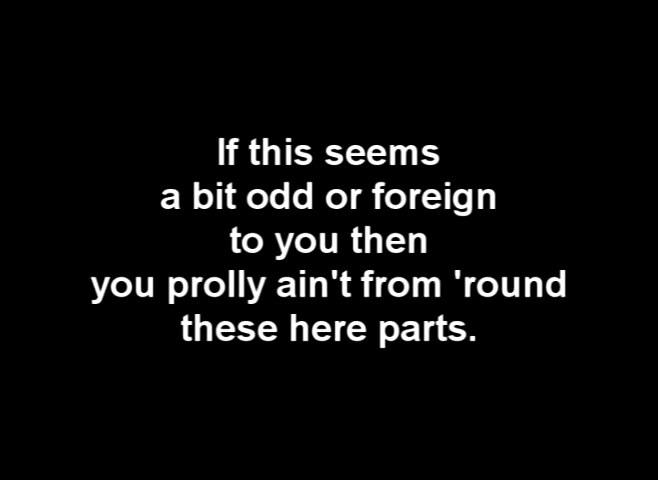 If this seems
a bit odd or foreign
to you then
you prolly ain't from 'round
these here parts.